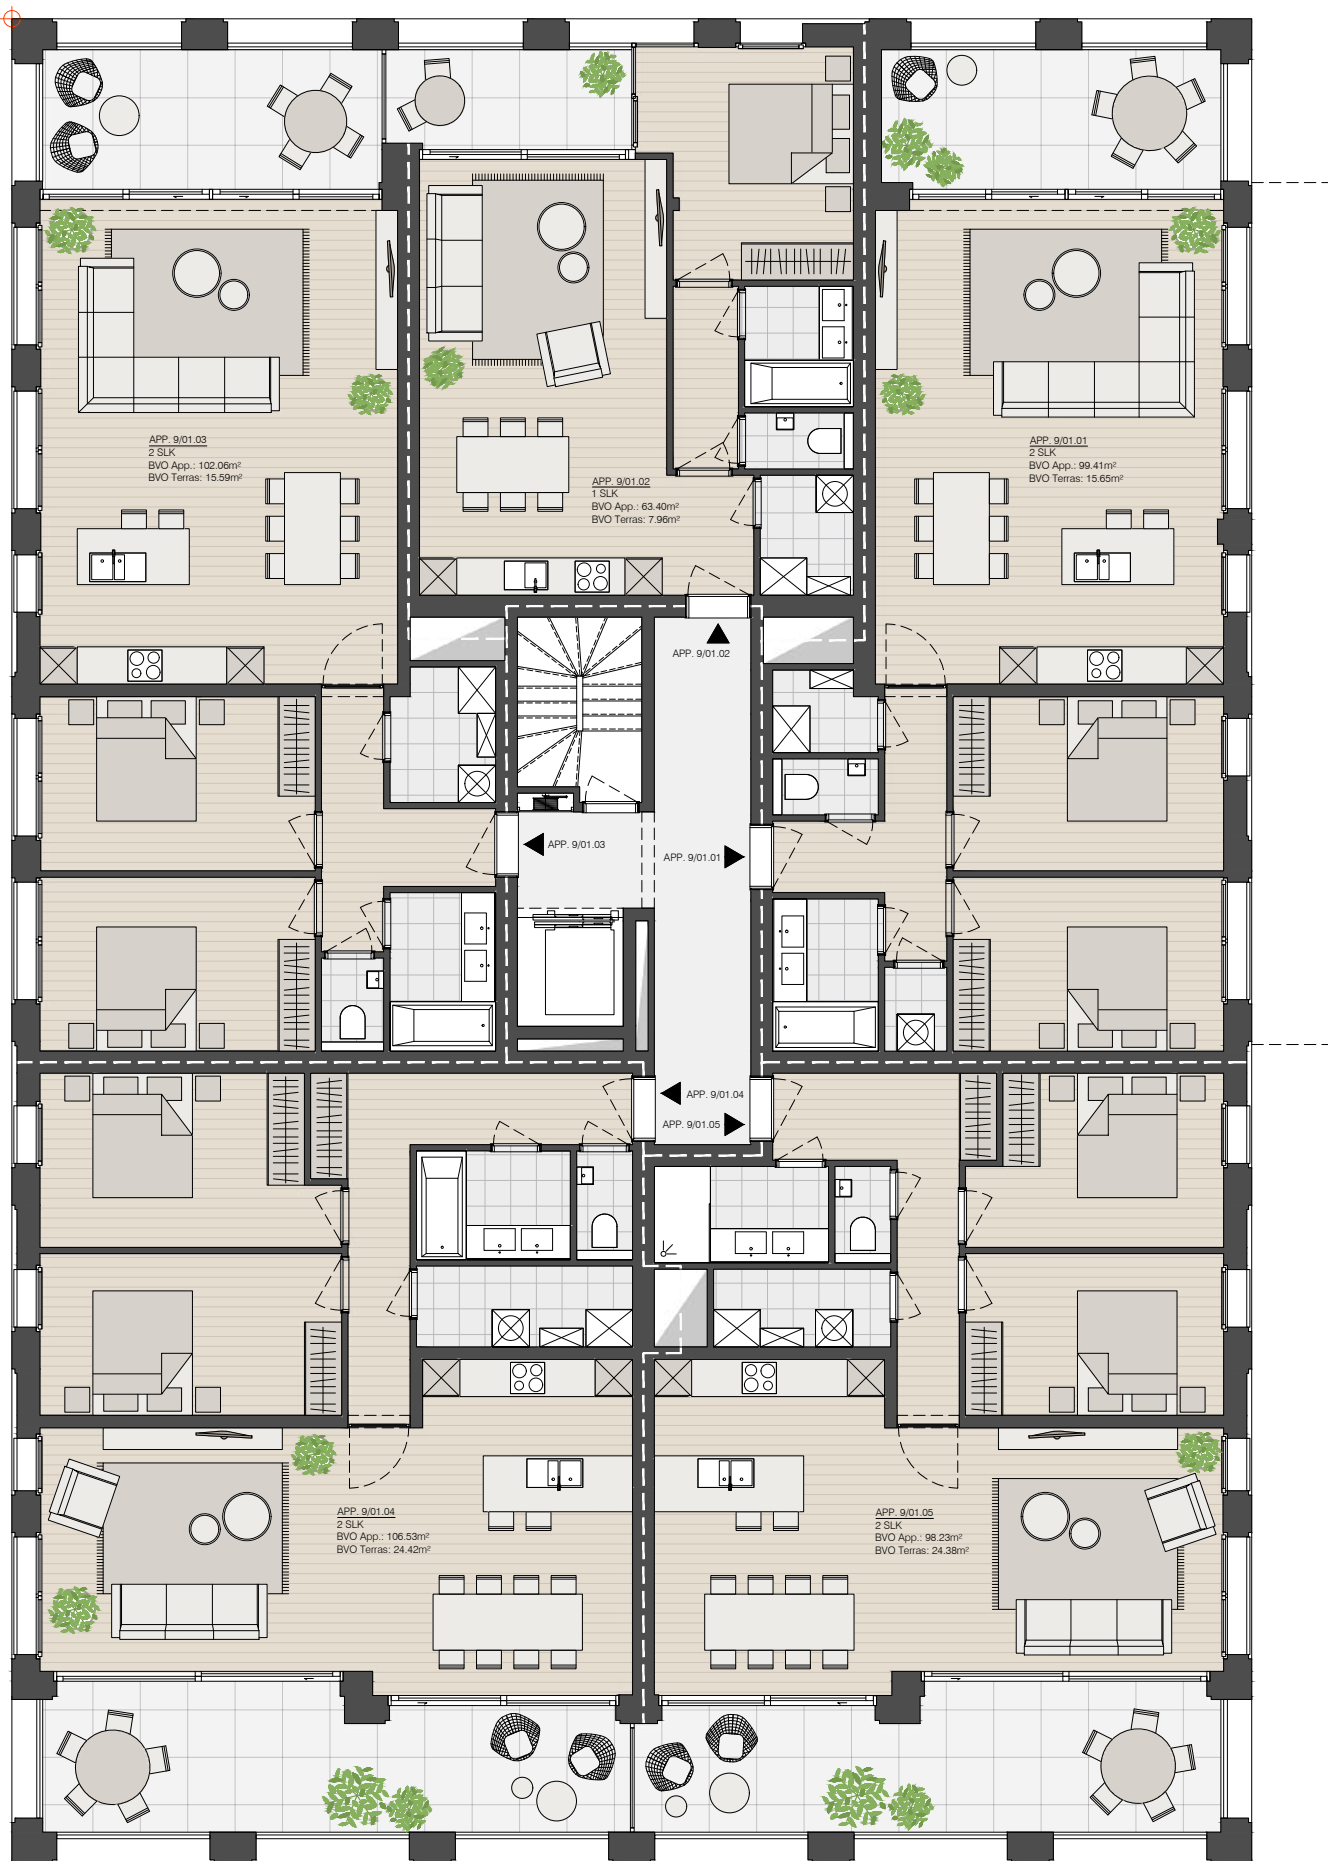 APP. 9/01.03
2 SLK
BVO App.: 102.06m²
BVO Terras: 15.59m²
APP. 9/01.02
1 SLK
BVO App.: 63.40m²
BVO Terras: 7.96m²
APP. 9/01.01
2 SLK
BVO App.: 99.41m²
BVO Terras: 15.65m²
APP. 9/01.02
APP. 9/01.03
APP. 9/01.01
APP. 9/01.04
APP. 9/01.05
APP. 9/01.04
2 SLK
BVO App.: 106.53m²
BVO Terras: 24.42m²
APP. 9/01.05
2 SLK
BVO App.: 98.23m²
BVO Terras: 24.38m²